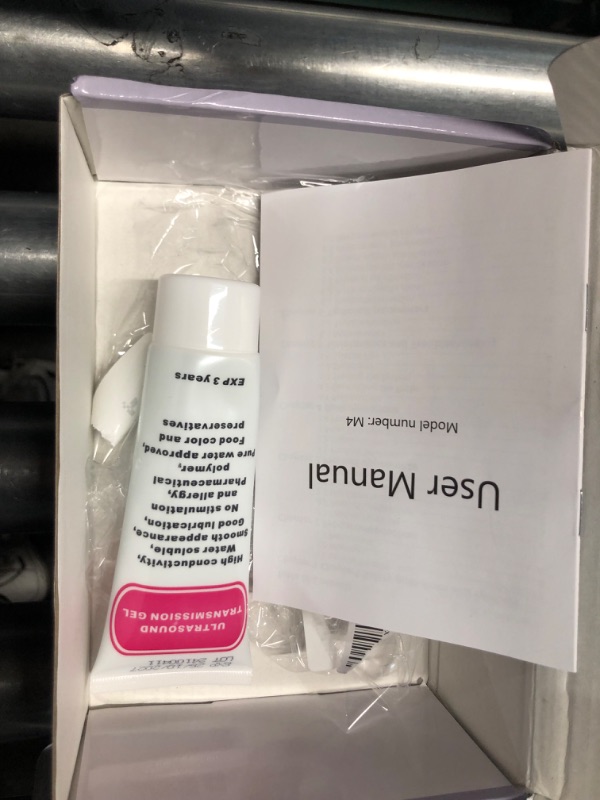 ULTRASOUND
TRANSMISSION GEL
High conductivity,
Water soluble,
Smooth appearance,
Good lubrication,
No stimulation
and allergy,
Pharmaceutical
polymer,
Pure water approved,
Food color and
preservatives
EXP 3 years
User Manual
Model number: M4